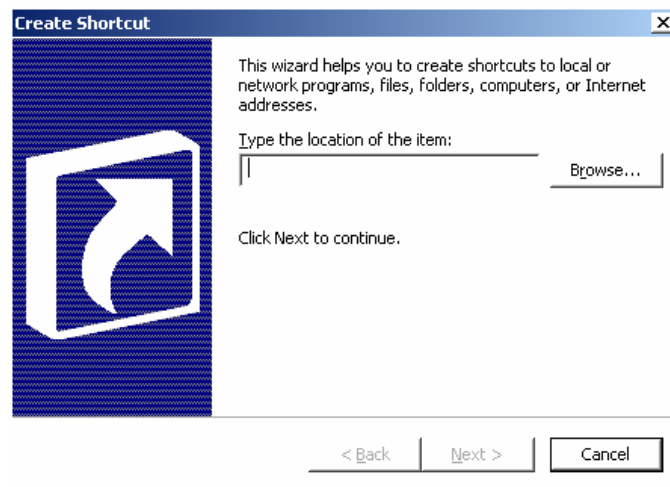 Create Shortcut
This wizard helps you to create shortcuts to local or
network programs, files, folders, computers, or Internet
addresses.
Type the location of the item:
Browse...
Click Next to continue.
< Back
Next >
Cancel